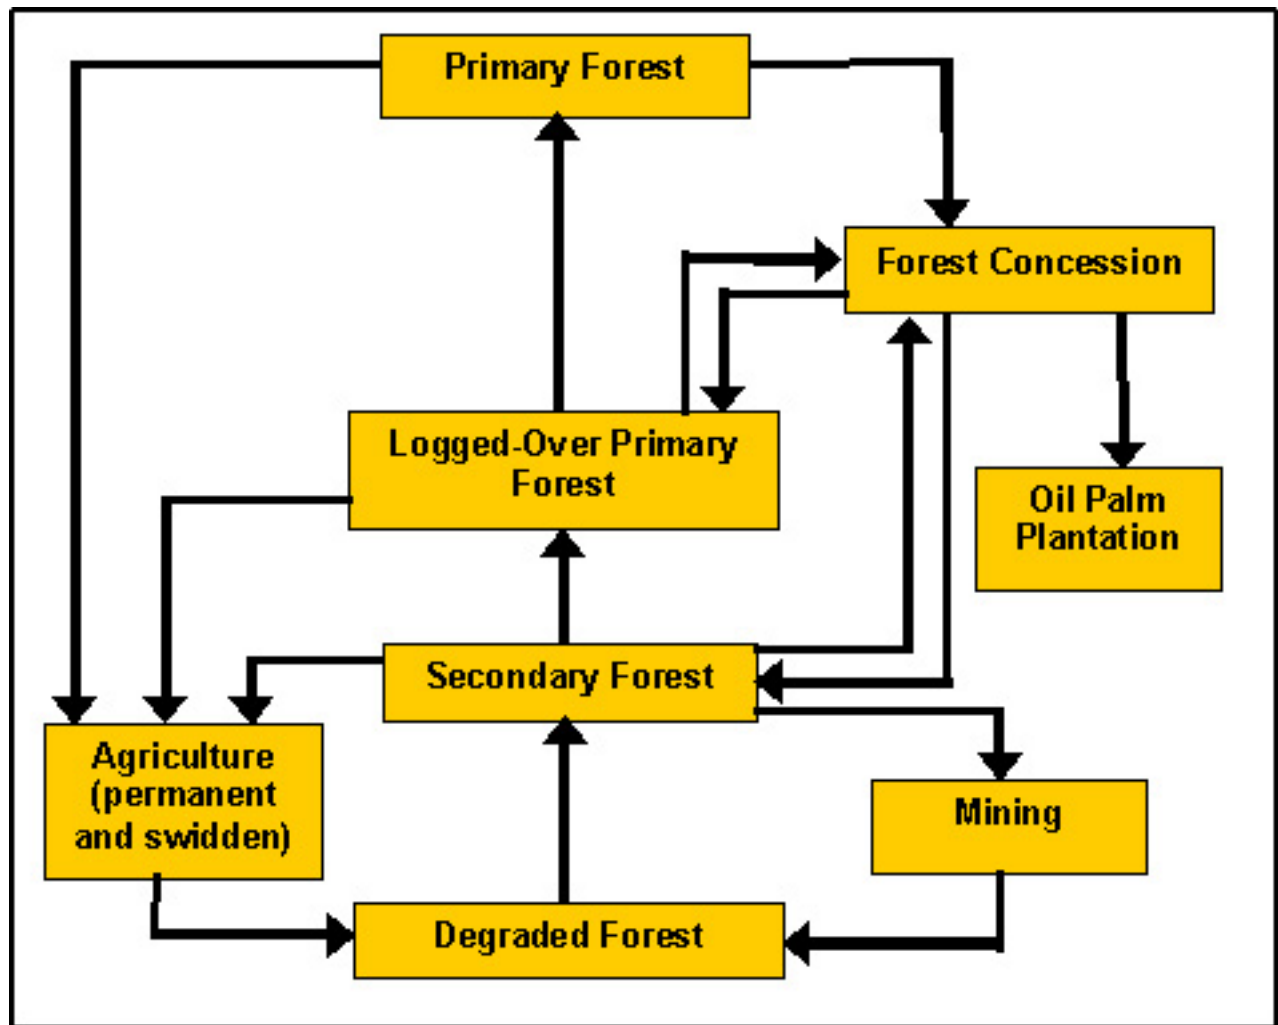 Primary Forest
Forest Concession
Logged-Over Primary
Forest
Oil Palm
Plantation
Secondary Forest
Agriculture
(permanent
and swidden)
Mining
Degraded Forest